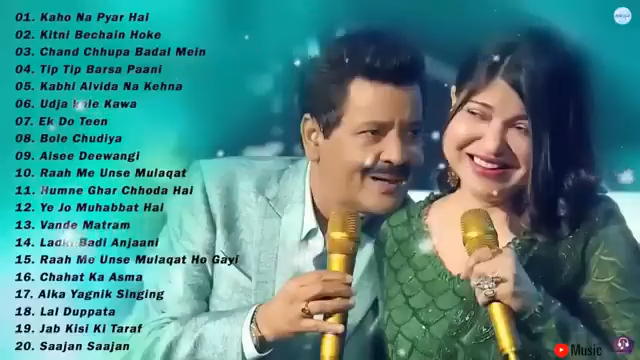 01. Kaho Na Pyar Hai
02. Kitni Bechain Hoke
03. Chand Chhupa Badal Mein
04. Tip Tip Barsa Paani
05. Kabhi Alvida Na Kehna
06. Udja Kale Kawa
07. Ek Do Teen
08. Bole Chudiya
09. Aisee Deewangi
10. Raah Me Unse Mulaqat
11. Humne Ghar Chhoda Hai
12. Ye Jo Muhabbat Hai
13. Vande Matram
14. Ladki Badi Anjaani
15. Raah Me Unse Mulaqat Ho Gayi
16. Chahat Ka Asma
17. Alka Yagnik Singing
18. Lal Duppata
19. Jab Kisi Ki Taraf
20. Saajan Saajan
Music